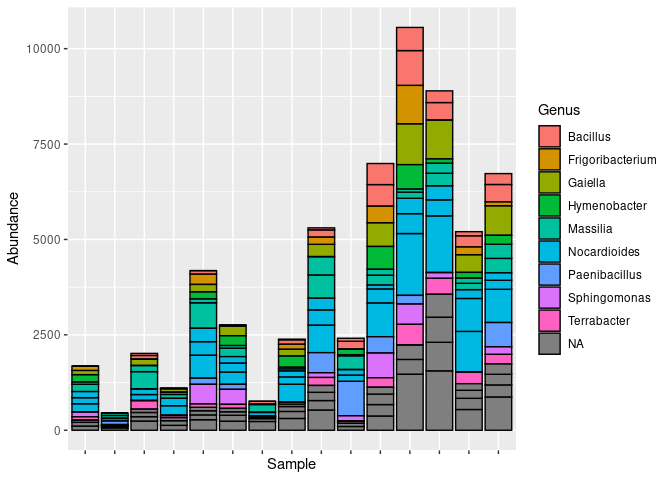 10000
7500
5000
2500
0
Abundance
Sample
Genus
Bacillus
Frigoribacterium
Gaiella
Hymenobacter
Massilia
Nocardioides
Paenibacillus
Sphingomonas
Terrabacter
NA